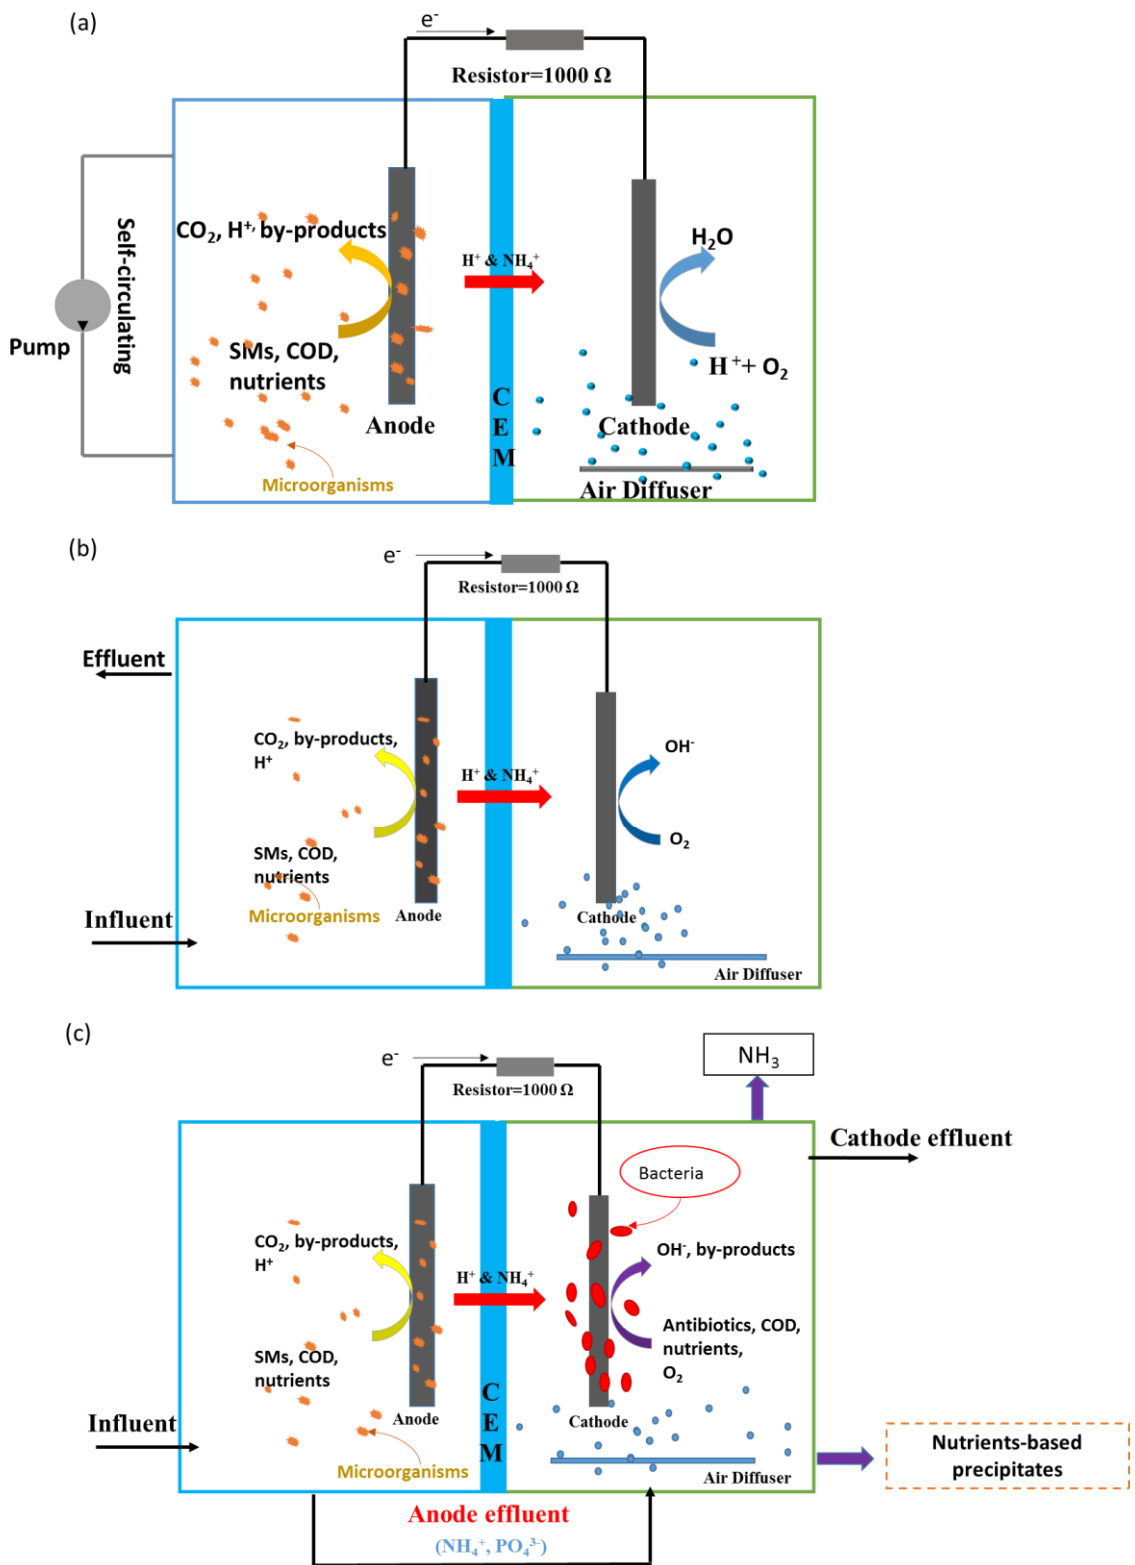 (a)
e⁻
Resistor=1000 Ω
CO₂, H⁺, by-products
H⁺ & NH₄⁺
H₂O
Self-circulating
Pump
SMs, COD,
nutrients
H⁺+ O₂
Anode
CEM
Cathode
Microorganisms
Air Diffuser
(b)
e⁻
Resistor=1000 Ω
Effluent
CO₂, by-products,
H⁺
H⁺ & NH₄⁺
OH⁻
O₂
SMs, COD,
nutrients
Influent
Microorganisms
Anode
Cathode
Air Diffuser
(c)
e⁻
Resistor=1000 Ω
NH₃
Cathode effluent
Bacteria
CO₂, by-products,
H⁺
H⁺ & NH₄⁺
OH⁻, by-products
SMs, COD,
nutrients
Antibiotics, COD,
nutrients,
O₂
Influent
Anode
CEM
Cathode
Microorganisms
Air Diffuser
Nutrients-based
precipitates
Anode effluent
(NH₄⁺, PO₄³⁻)